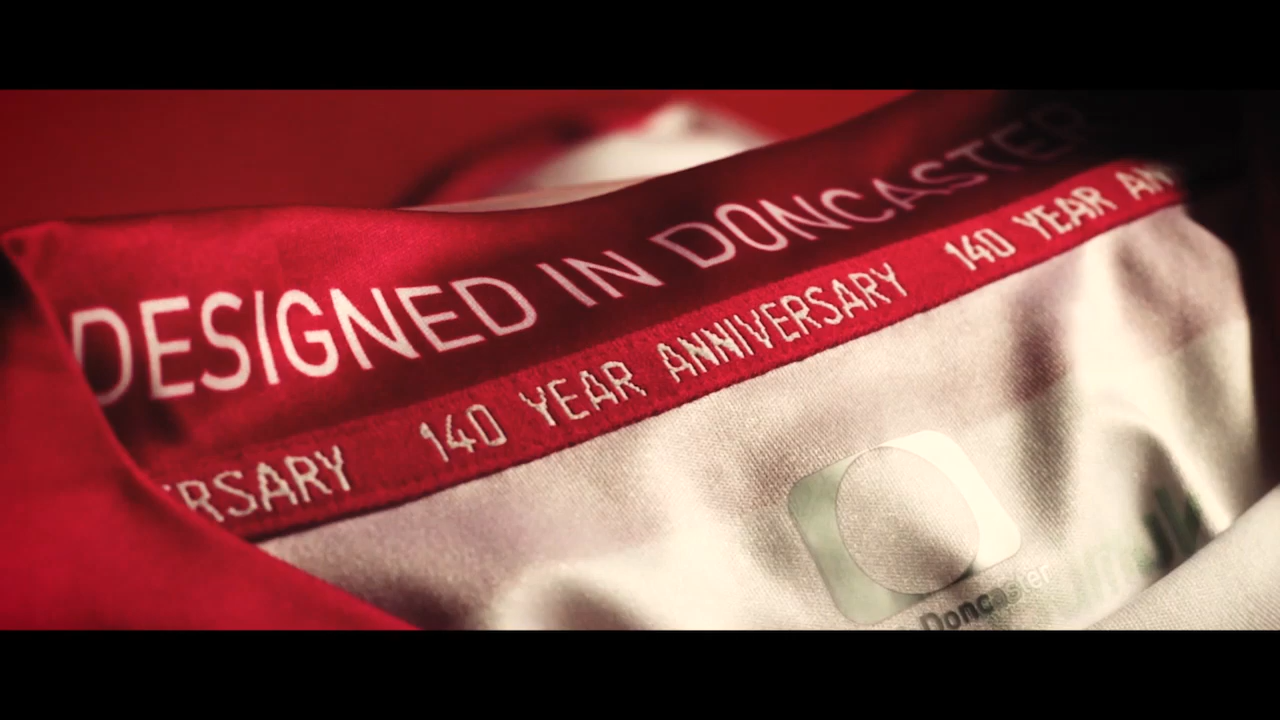 DESIGNED IN DONCASTER
RSARY 140 YEAR ANNIVERSARY 140 YEAR AN
Doncaster